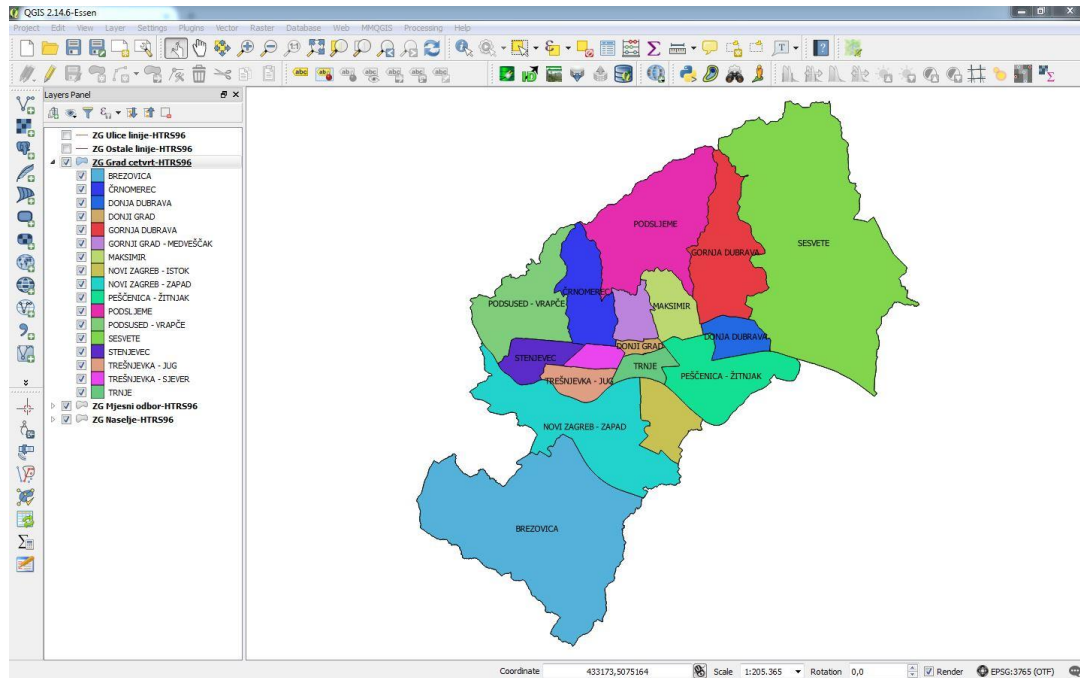 QGIS 2.14.6-Essen
Project Edit View Layer Settings Plugins Vector Raster Database Web MMQGIS Processing Help
Layers Panel
ZG Ulice linije-HTRS96
ZG Ostale linije-HTRS96
ZG Grad cetvrt-HTRS96
BREZOVICA
ČRNOMEREC
DONJA DUBRAVA
DONJI GRAD
GORNJA DUBRAVA
GORNJI GRAD - MEDVEŠČAK
MAKSIMIR
NOVI ZAGREB - ISTOK
NOVI ZAGREB - ZAPAD
PEŠČENICA - ŽITNJAK
PODSLJEME
PODSUSED - VRAPČE
SESVETE
STENJEVEC
TREŠNJEVKA - JUG
TREŠNJEVKA - SJEVER
TRNJE
ZG Mjesni odbor-HTRS96
ZG Naselje-HTRS96
PODSLJEME
SESVETE
GORNJA DUBRAVA
ČRNOMEREC
PODSUSED - VRAPČE
MAKSIMIR
DONJA DUBRAVA
DONJI GRAD
STENJEVEC
TRNJE
PEŠČENICA - ŽITNJAK
TREŠNJEVKA - JUG
NOVI ZAGREB - ZAPAD
BREZOVICA
Coordinate 433173,5075164 Scale 1:205.365 Rotation 0,0 Render EPSG:3765 (OTF)